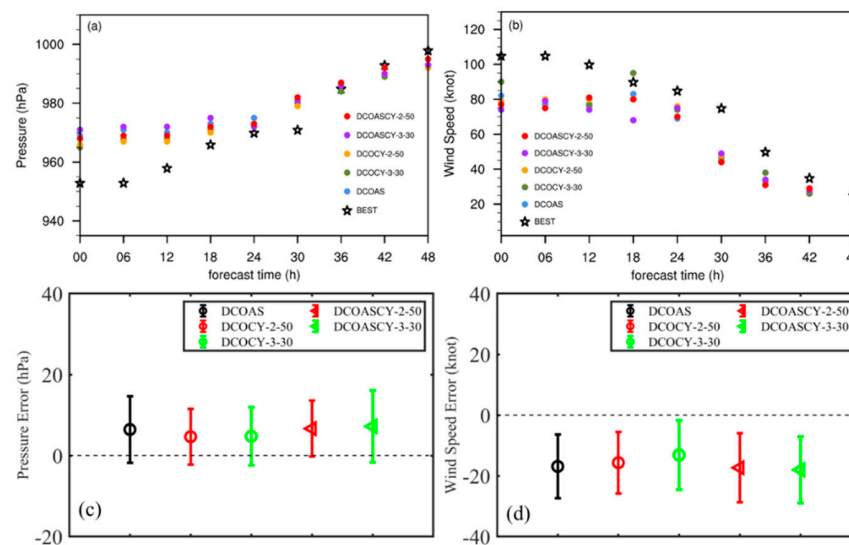 (a)
Pressure (hPa)
1000
980
960
940
DCOASCY-2-50
DCOASCY-3-30
DCOCY-2-50
DCOCY-3-30
DCOAS
BEST
00 06 12 18 24 30 36 42 48
forecast time (h)
(b)
Wind Speed (knot)
120
100
80
60
40
20
DCOASCY-2-50
DCOASCY-3-30
DCOCY-2-50
DCOCY-3-30
DCOAS
BEST
00 06 12 18 24 30 36 42
forecast time (h)
Pressure Error (hPa)
40
20
0
-20
DCOAS
DCOCY-2-50
DCOCY-3-30
DCOASCY-2-50
DCOASCY-3-30
(c)
Wind Speed Error (knot)
40
20
0
-20
-40
DCOAS
DCOCY-2-50
DCOCY-3-30
DCOASCY-2-50
DCOASCY-3-30
(d)